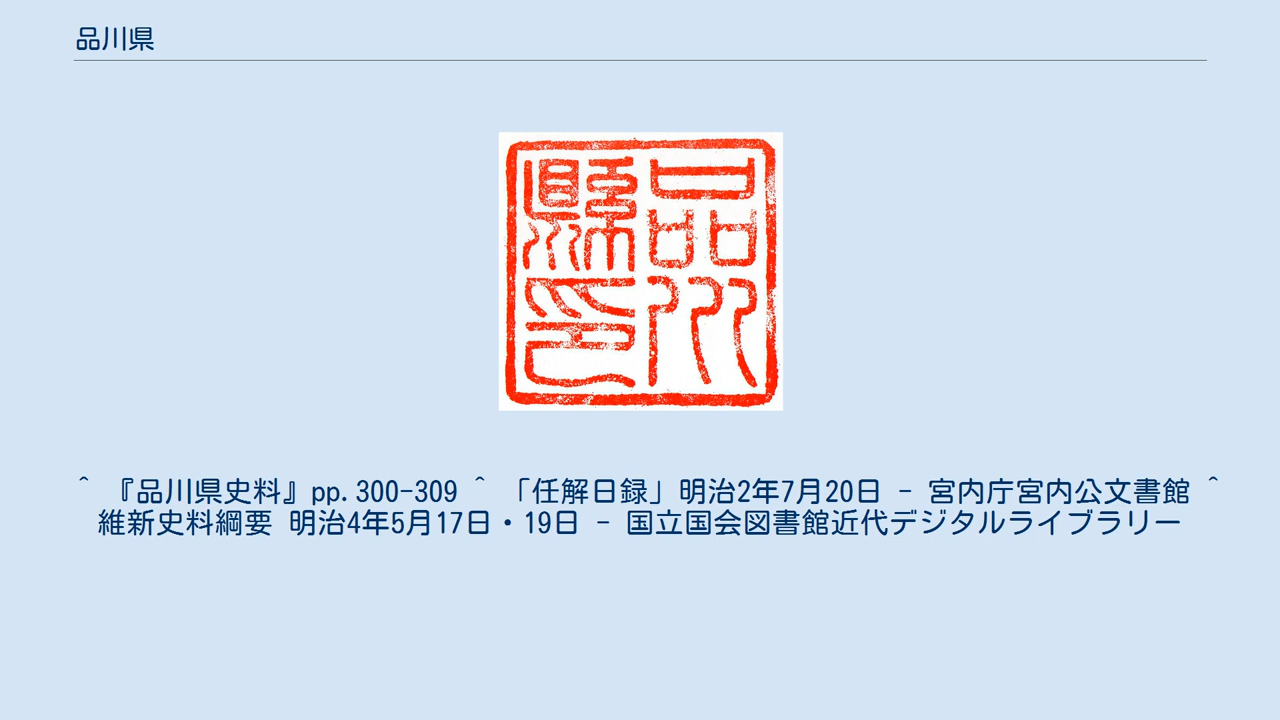 品川県
品川
縣印
＾ 『品川県史料』pp.300-309 ＾ 「任解日録」明治2年7月20日 - 宮内庁宮内公文書館 ＾
維新史料綱要 明治4年5月17日・19日 - 国立国会図書館近代デジタルライブラリー